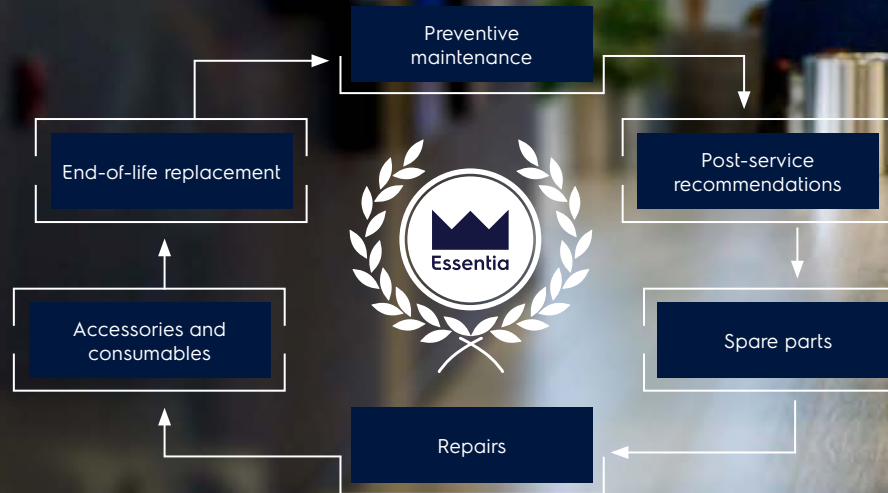 Preventive
maintenance
Post-service
recommendations
Spare parts
Repairs
Accessories and
consumables
End-of-life replacement
Essentia